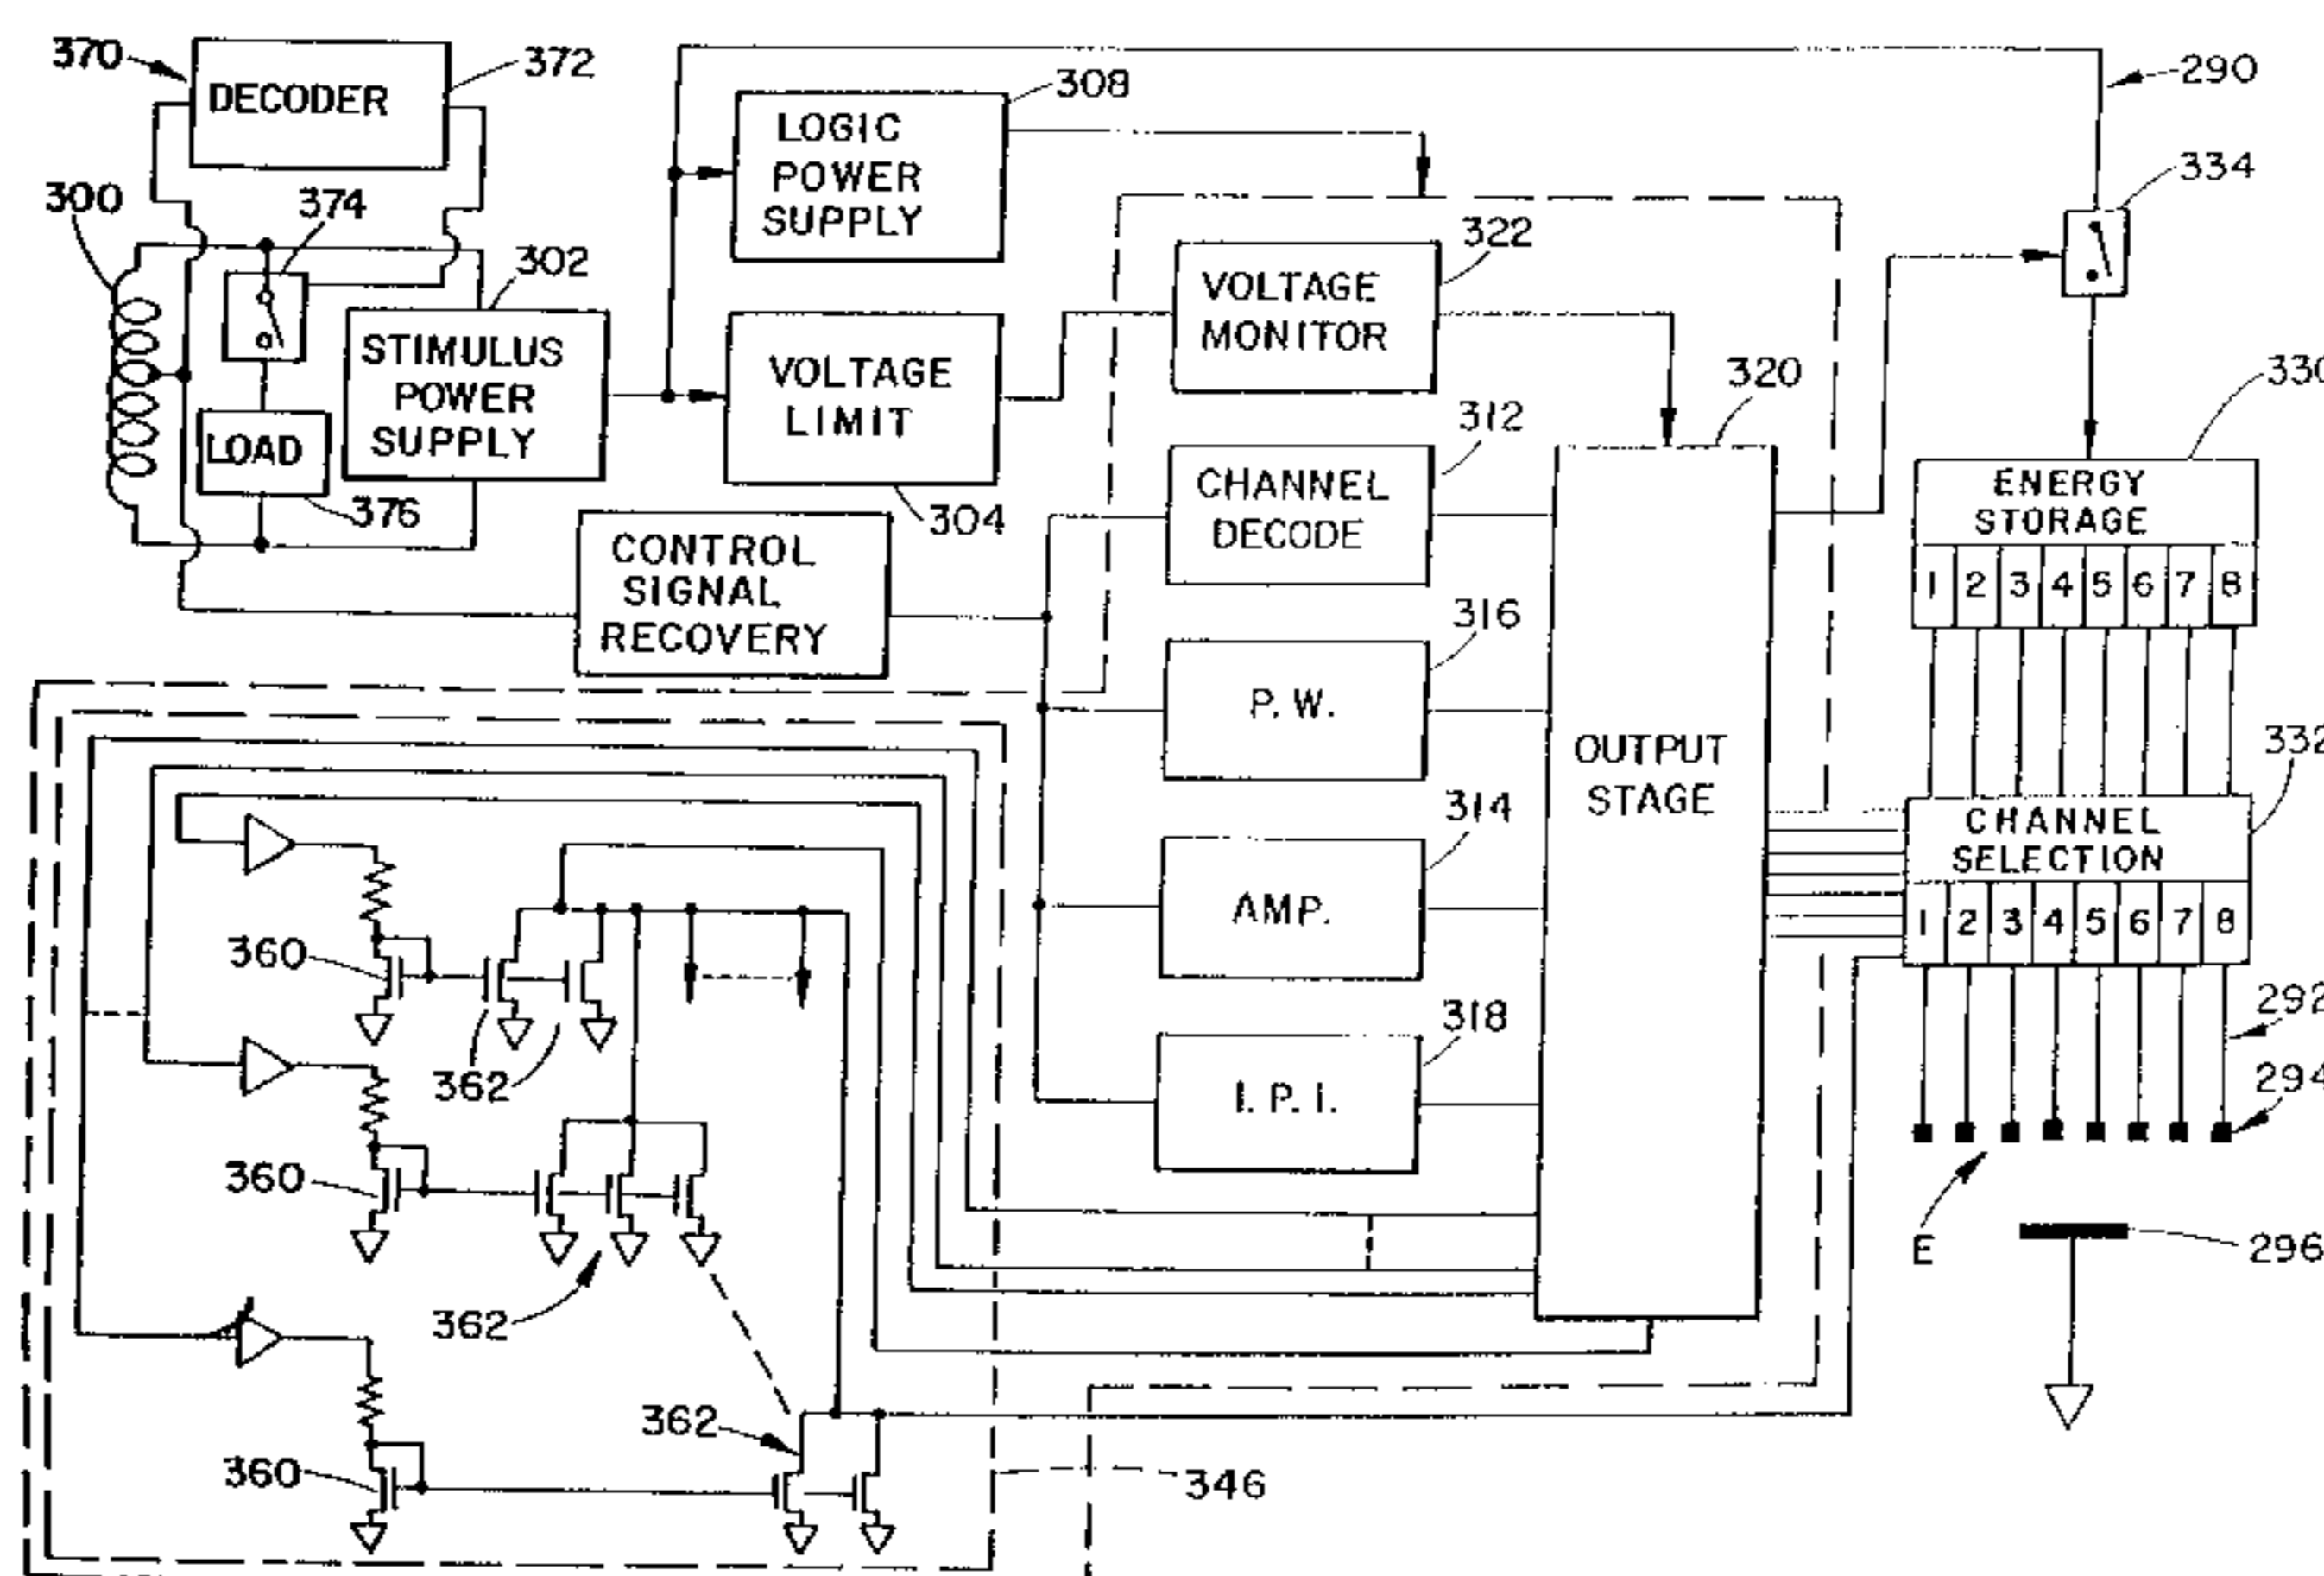 370
DECODER
372
308
290
LOGIC
POWER
SUPPLY
334
300
374
302
322
VOLTAGE
MONITOR
STIMULUS
POWER
SUPPLY
VOLTAGE
LIMIT
320
330
312
LOAD
376
304
CHANNEL
DECODE
ENERGY
STORAGE
1 2 3 4 5 6 7 8
CONTROL
SIGNAL
RECOVERY
316
P. W.
OUTPUT
STAGE
332
314
CHANNEL
SELECTION
1 2 3 4 5 6 7 8
AMP.
360
362
292
294
318
I. P. I.
360
E
296
362
362
360
346